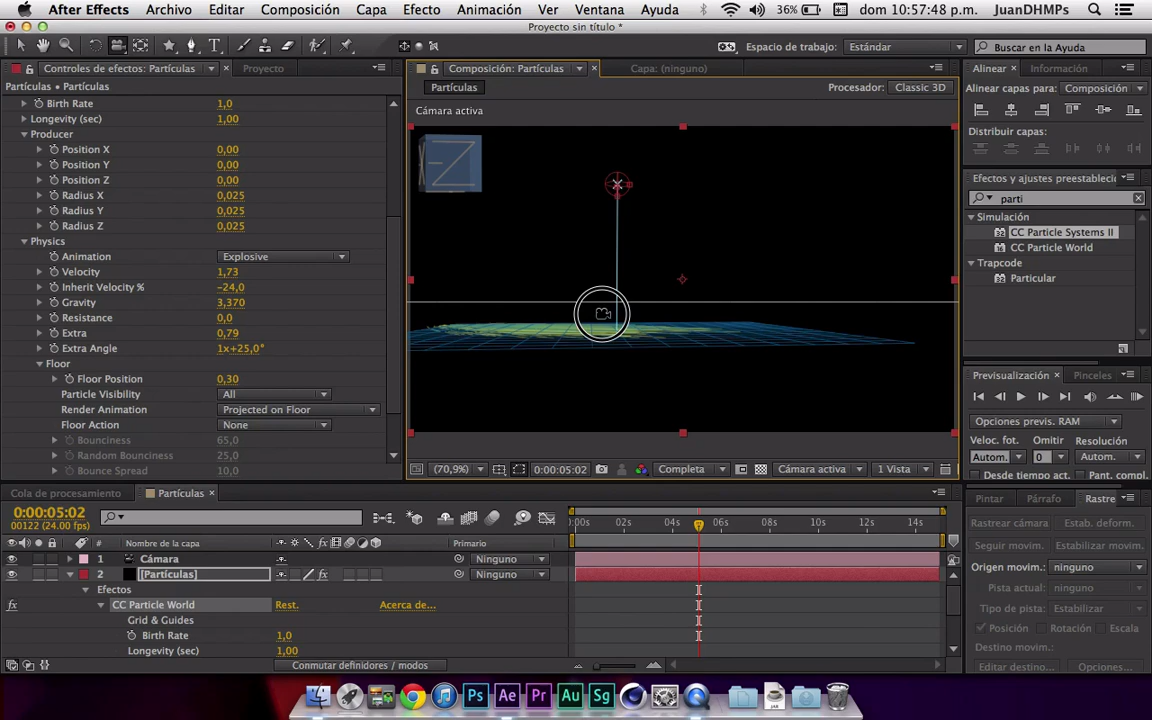 After Effects Archivo Editar Composición Capa Efecto Animación Ver Ventana Ayuda 36% dom 10:57:48 p.m. JuanDHMPs
Proyecto sin título *
Espacio de trabajo: Estándar Buscar en la Ayuda
Controles de efectos: Partículas Proyecto
Composición: Partículas Capa: (ninguno)
Alinear Información
Partículas • Partículas
Partículas
Procesador: Classic 3D
Alinear capas para: Composición
Birth Rate 1,0
Cámara activa
Longevity (sec) 1,00
Producer
Distribuir capas:
Position X 0,00
Position Y 0,00
Position Z 0,00
Efectos y ajustes preestableci
Radius X 0,025
parti
Radius Y 0,025
Simulación
Radius Z 0,025
CC Particle Systems II
Physics
CC Particle World
Animation Explosive
Trapcode
Velocity 1,73
Particular
Inherit Velocity % -24,0
Gravity 3,370
Resistance 0,0
Extra 0,79
Extra Angle 1x+25,0°
Floor
Floor Position 0,30
Previsualización Pinceles
Particle Visibility All
Render Animation Projected on Floor
Floor Action None
Opciones previs. RAM
Bounciness 65,0
Veloc. fot. Omitir Resolución
Random Bounciness 25,0
Autom. 0 Autom.
Bounce Spread 10,0
(70,9%) 0:00:05:02 Completa Cámara activa 1 Vista
Desde tiempo act. Pant. compl.
Cola de procesamiento Partículas
Pintar Párrafo Rastre
0:00:05:02
00122 (24.00 fps)
:00s 02s 04s 06s 08s 10s 12s 14s
Rastrear cámara Estab. deform.
# Nombre de la capa Primario
Seguir movim. Estabilizar movim.
1 Cámara Ninguno
Origen movim.: ninguno
2 [Partículas] Ninguno
Pista actual: ninguno
Efectos
CC Particle World Rest. Acerca de...
Tipo de pista: Estabilizar
Grid & Guides
Posición Rotación Escala
Birth Rate 1,0
Destino movim.:
Longevity (sec) 1,00
Conmutar definidores / modos
Editar destino... Opciones...
Ps Ae Pr Au Sg
JAR